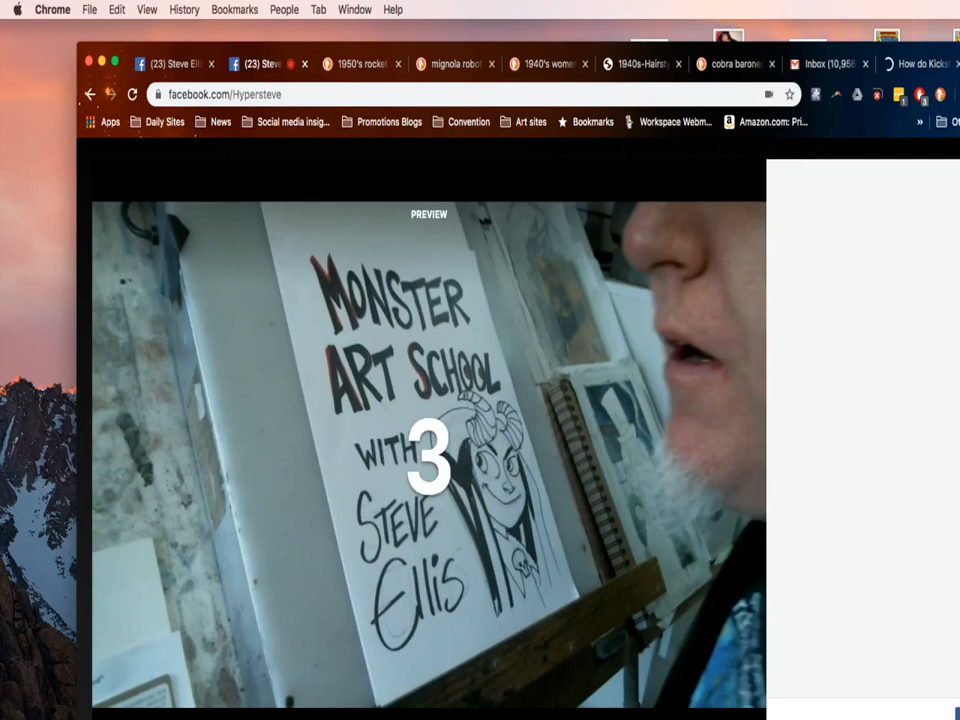 Chrome File Edit View History Bookmarks People Tab Window Help
(23) Steve Elli (23) Steve 1950's rocket mignola robot 1940's wome 1940s-Hairsty cobra barone Inbox (10,956 How do Kicks
facebook.com/Hypersteve
Apps Daily Sites News Social media insig... Promotions Blogs Convention Art sites Bookmarks Workspace Webm... Amazon.com: Pri... »
PREVIEW
MONSTER
ART SCHOOL
WITH
3
STEVE
Ellis